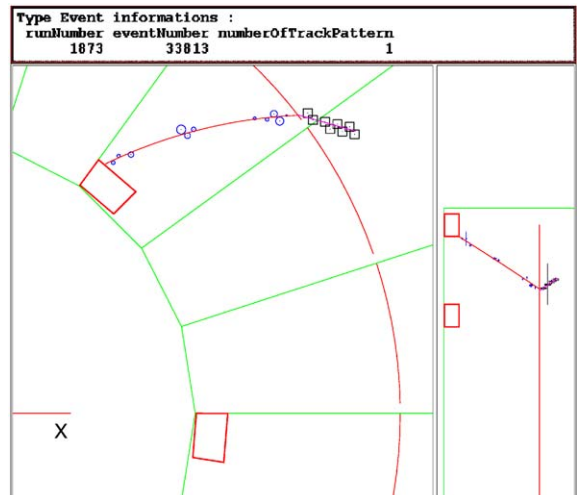 Type Event informations :
runNumber eventNumber numberOfTrackPattern
1873 33813 1
X